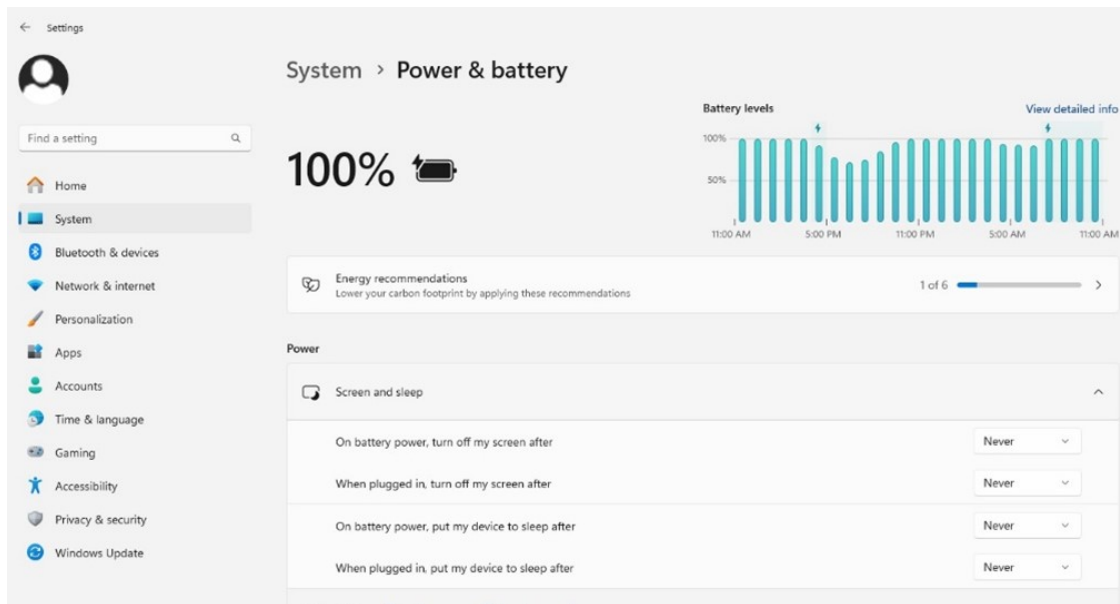 Settings
Find a setting
Home
System
Bluetooth & devices
Network & internet
Personalization
Apps
Accounts
Time & language
Gaming
Accessibility
Privacy & security
Windows Update
System > Power & battery
100%
Battery levels
View detailed info
100%
50%
11:00 AM 5:00 PM 11:00 PM 5:00 AM 11:00 AM
Energy recommendations
Lower your carbon footprint by applying these recommendations
1 of 6
Power
Screen and sleep
On battery power, turn off my screen after
Never
When plugged in, turn off my screen after
Never
On battery power, put my device to sleep after
Never
When plugged in, put my device to sleep after
Never